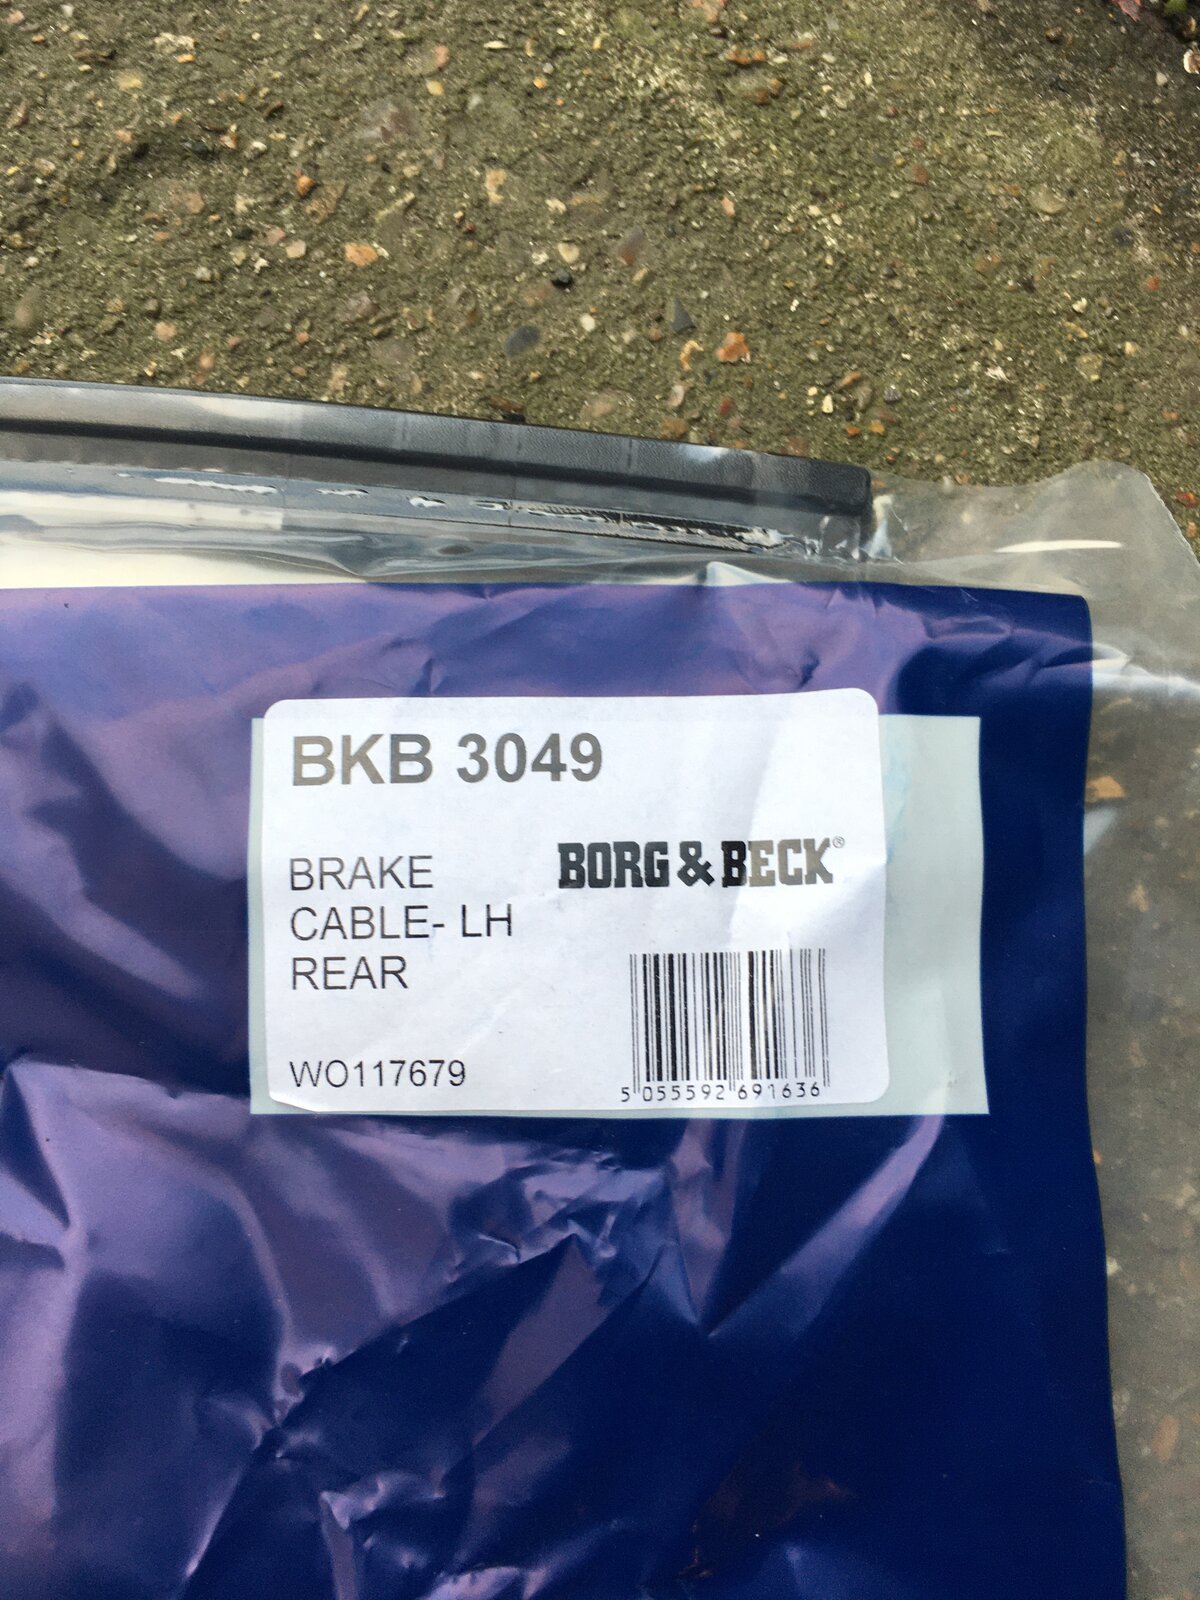 BKB 3049
BRAKE
CABLE- LH
REAR
BORG & BECK®
WO117679
5 055592 691636